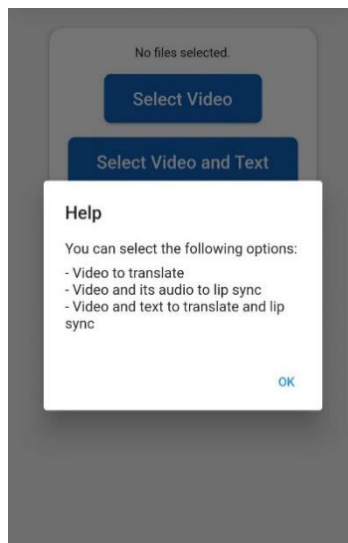 No files selected.
Select Video
Select Video and Text
Help
You can select the following options:
- Video to translate
- Video and its audio to lip sync
- Video and text to translate and lip
sync
OK